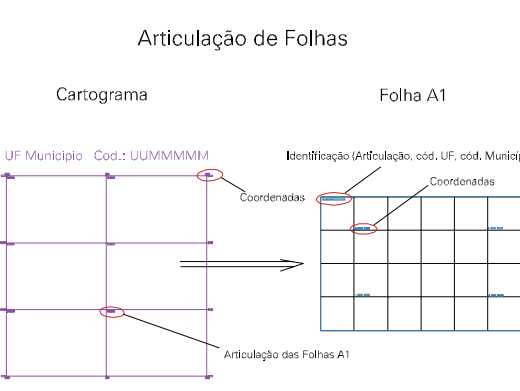 Articulação de Folhas
Cartograma
Folha A1
UF Municipio Cod.: UUMMMMM
Identificação (Articulação, cód. UF, cód. Municíp
Coordenadas
Coordenadas
Articulação das Folhas A1